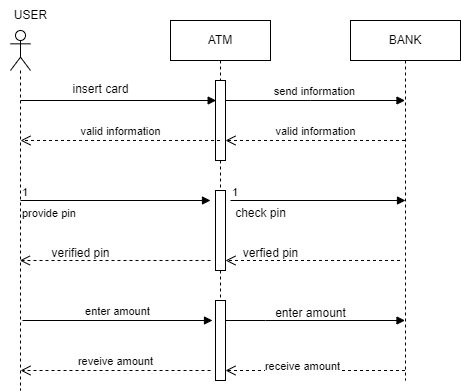 USER
ATM
BANK
insert card
send information
valid information
valid information
1
1
provide pin
check pin
verified pin
verfied pin
enter amount
enter amount
reveive amount
receive amount